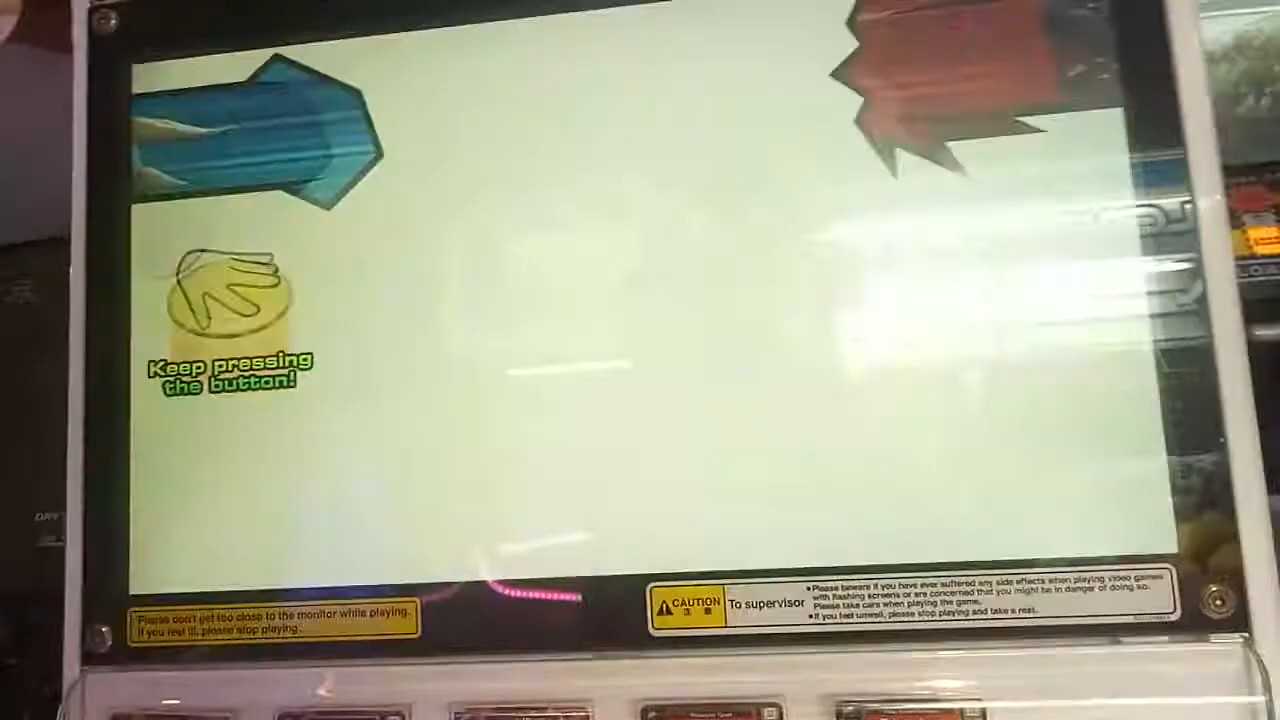 Keep pressing
the button!
Please don't get too close to the monitor while playing.
If you feel ill, please stop playing.
CAUTION
To supervisor
•Please beware if you have ever suffered any side effects when playing video games
with flashing screens or are concerned that you might be in danger of doing so.
Please take care when playing the game.
•If you feel unwell, please stop playing and take a rest.